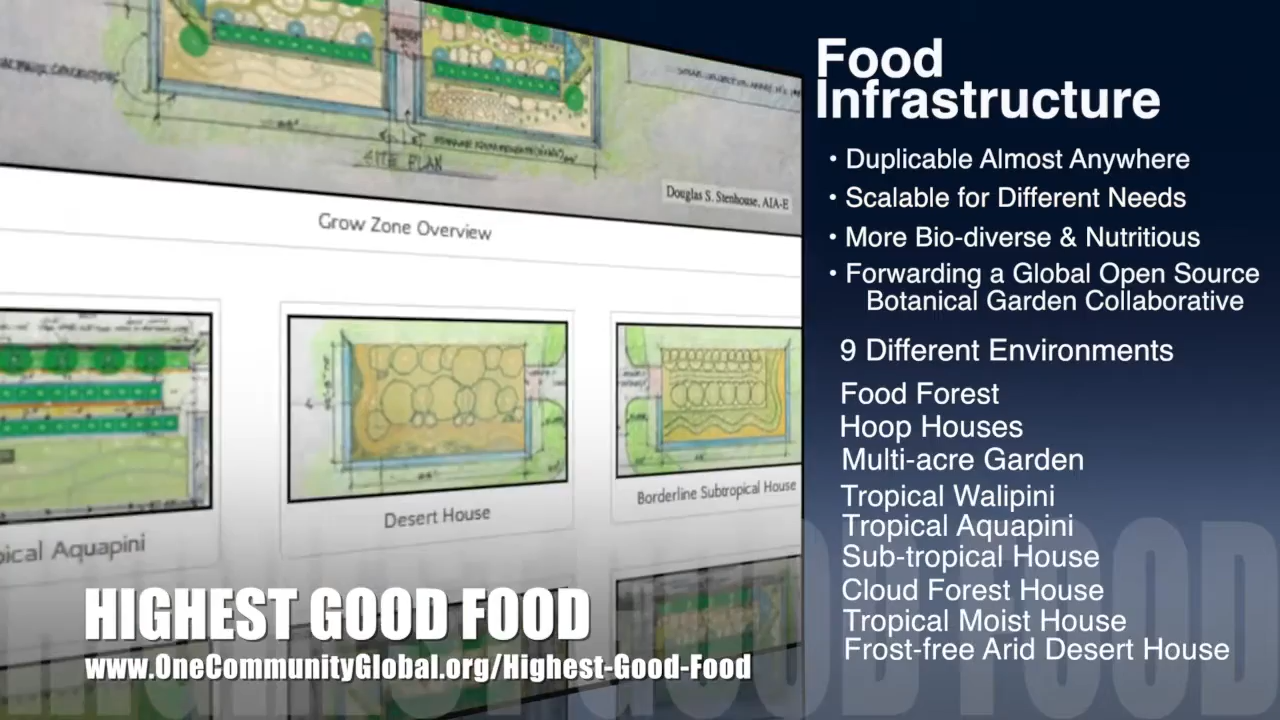 SITE PLAN
Douglas S. Stenhouse, AIA-E
Grow Zone Overview
pical Aquapini
Desert House
Borderline Subtropical House
HIGHEST GOOD FOOD
www.OneCommunityGlobal.org/Highest-Good-Food
Food
Infrastructure
• Duplicable Almost Anywhere
• Scalable for Different Needs
• More Bio-diverse & Nutritious
• Forwarding a Global Open Source
Botanical Garden Collaborative
9 Different Environments
Food Forest
Hoop Houses
Multi-acre Garden
Tropical Walipini
Tropical Aquapini
Sub-tropical House
Cloud Forest House
Tropical Moist House
Frost-free Arid Desert House
GOOD FOOD